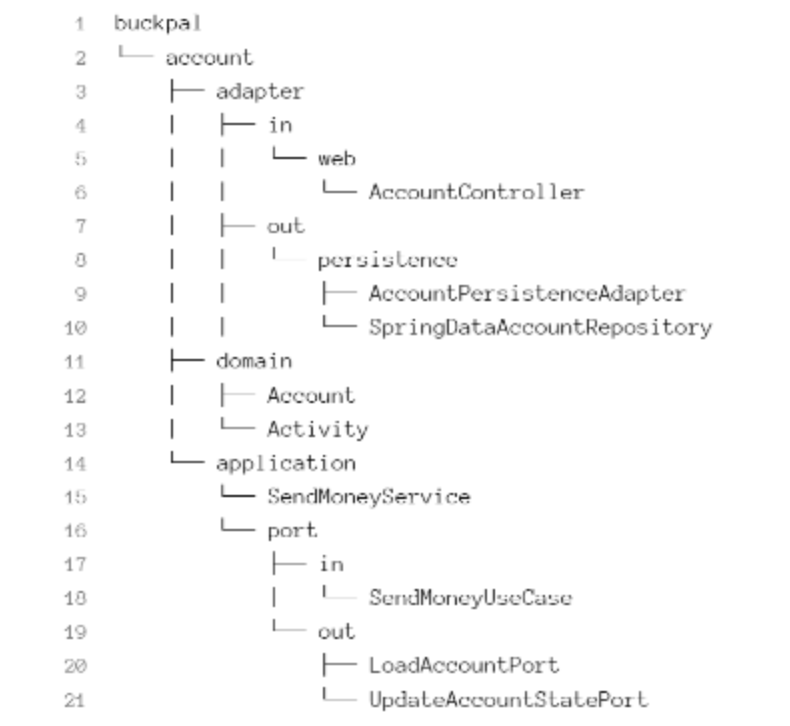 1 buckpal
2 └── account
3 ├── adapter
4 | ├── in
5 | | └── web
6 | | └── AccountController
7 | ├── out
8 | | └── persistence
9 | | ├── AccountPersistenceAdapter
10 | | └── SpringDataAccountRepository
11 ├── domain
12 | ├── Account
13 | └── Activity
14 └── application
15 └── SendMoneyService
16 └── port
17 ├── in
18 | └── SendMoneyUseCase
19 └── out
20 ├── LoadAccountPort
21 └── UpdateAccountStatePort